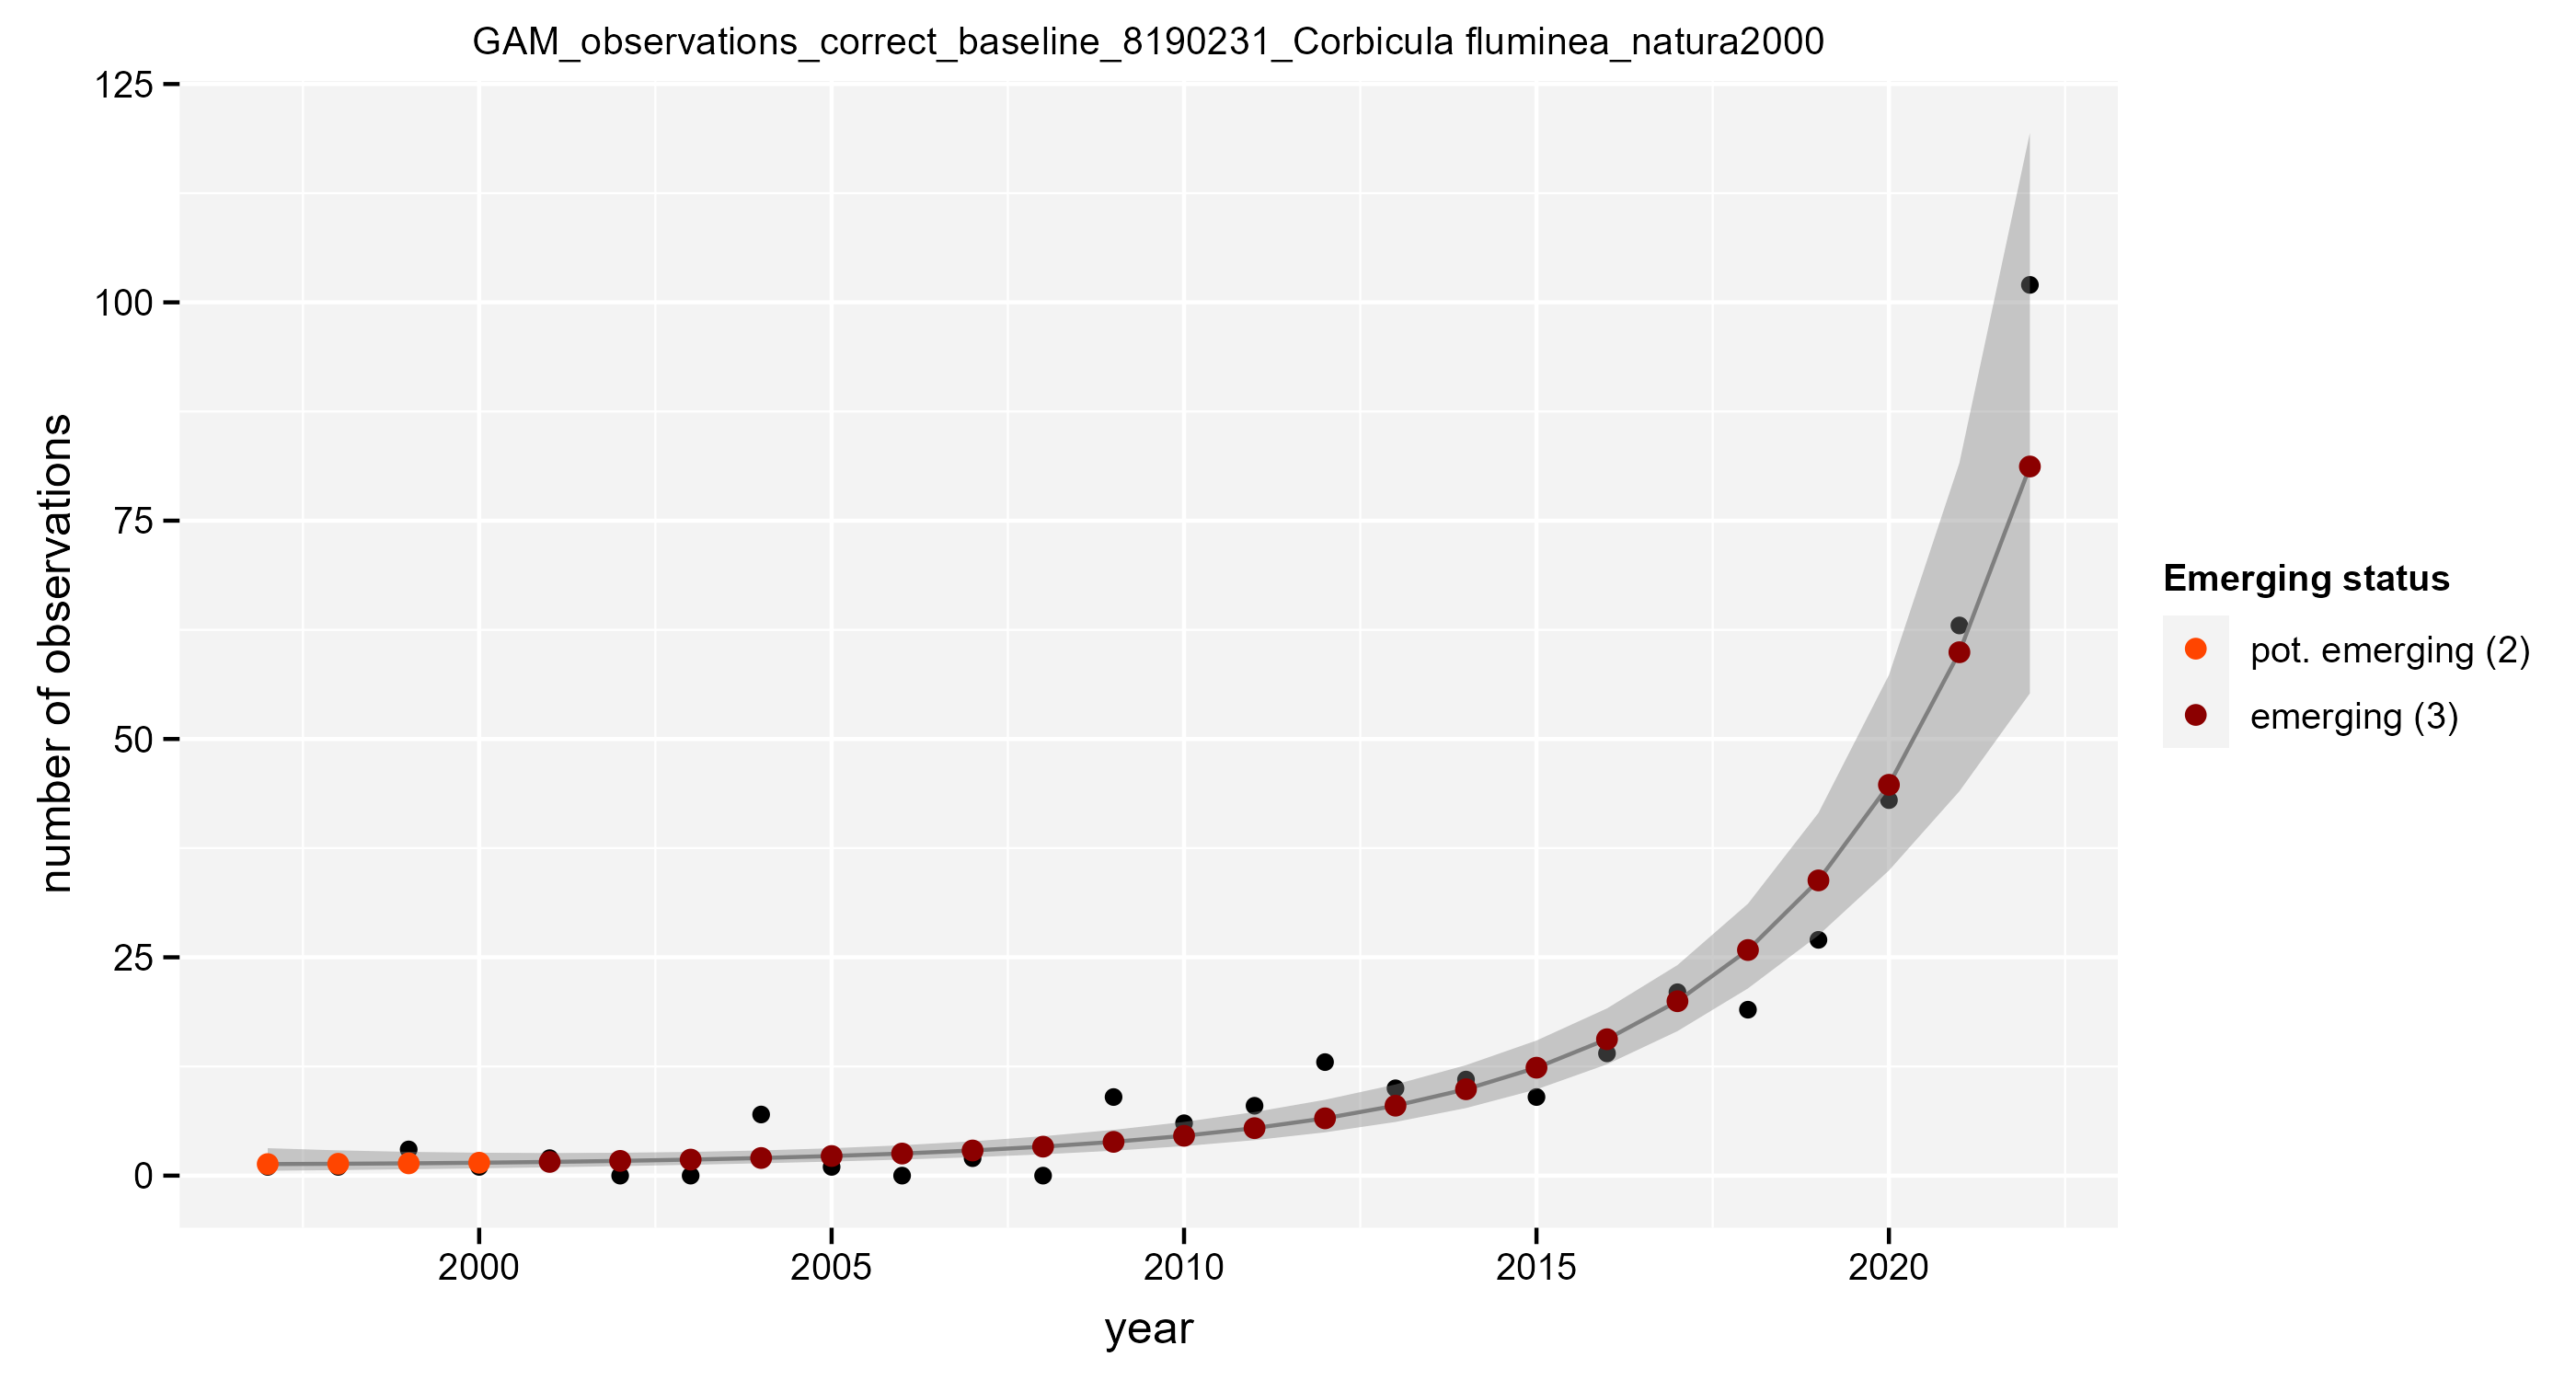 GAM_observations_correct_baseline_8190231_Corbicula fluminea_natura2000
number of observations
125
100
75
50
25
0
2000 2005 2010 2015 2020
year
Emerging status
pot. emerging (2)
emerging (3)